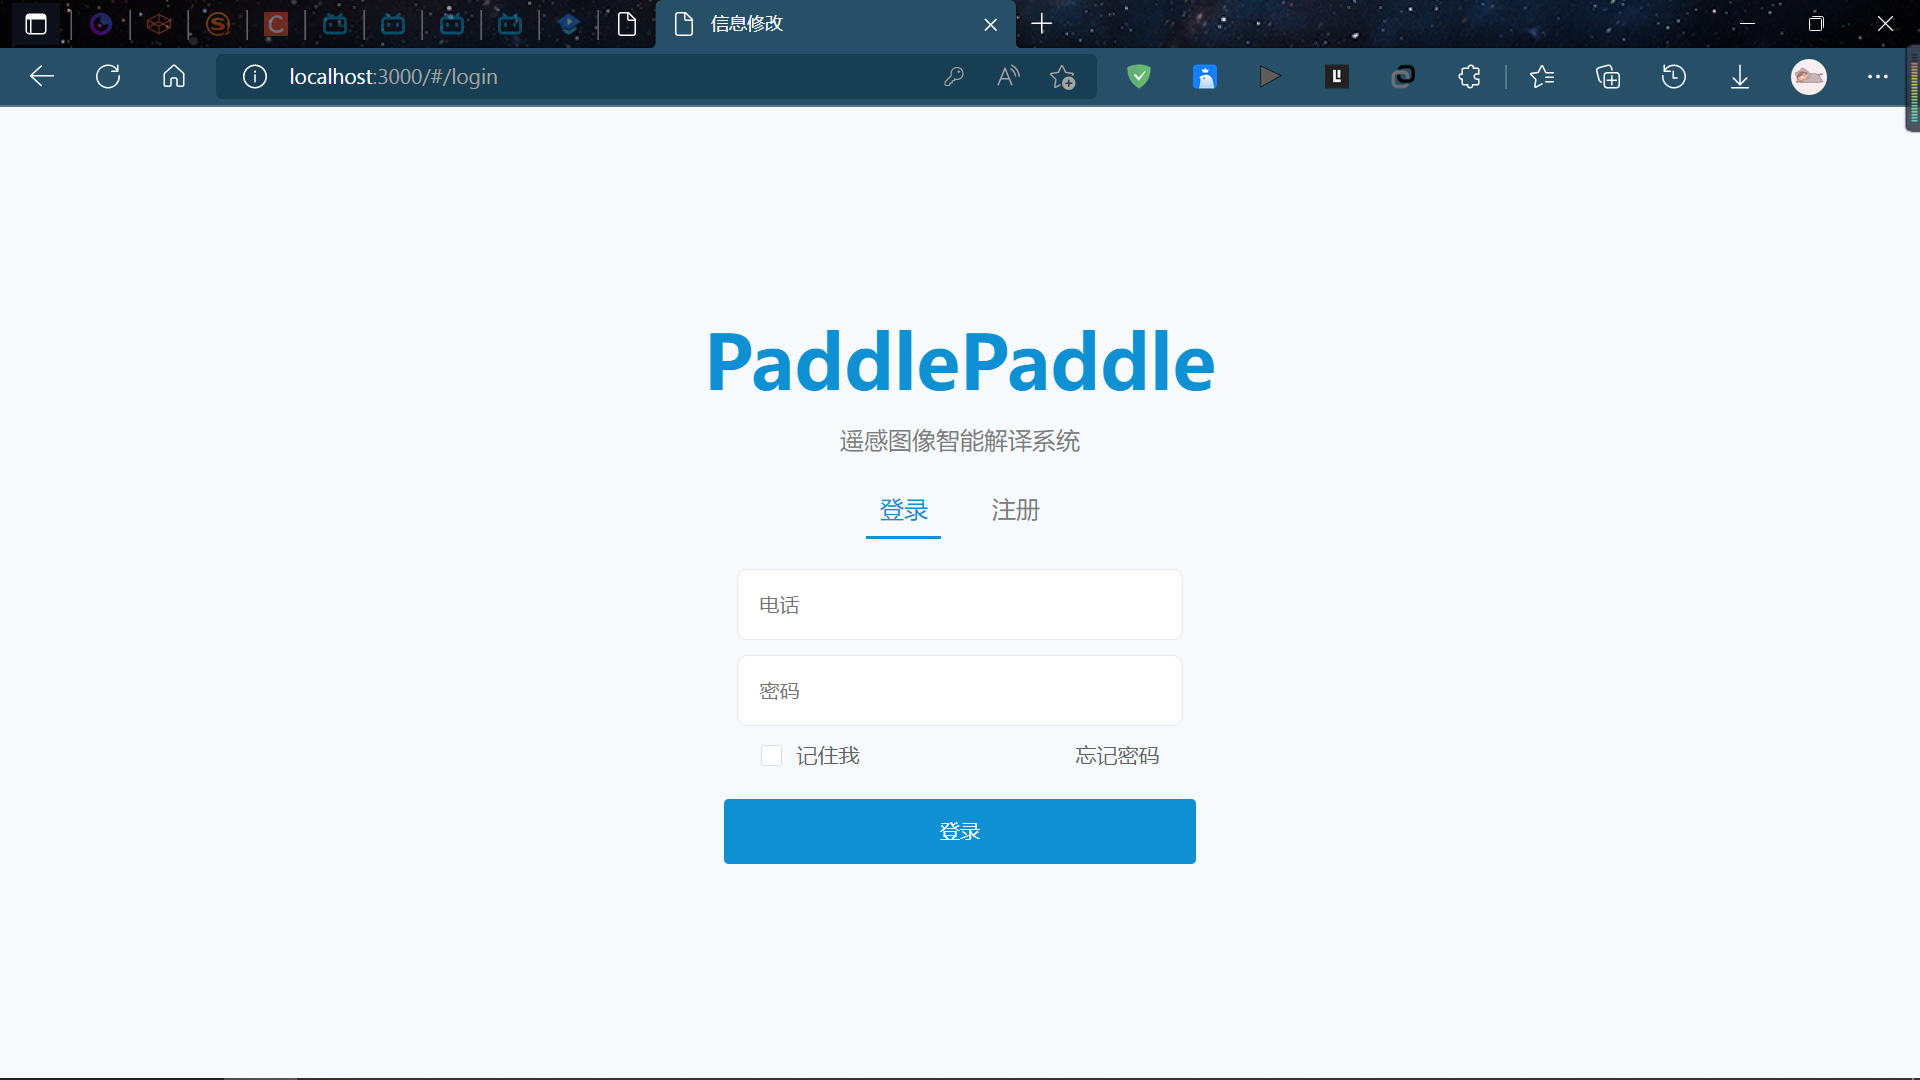 信息修改
localhost:3000/#/login
PaddlePaddle
遥感图像智能解译系统
登录 注册
电话
密码
记住我 忘记密码
登录